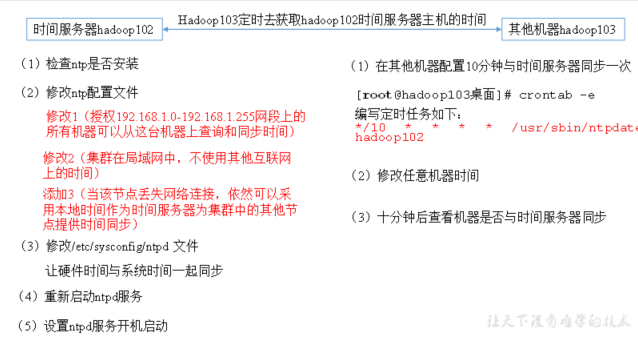 Hadoop103定时去获取hadoop102时间服务器主机的时间
时间服务器hadoop102
其他机器hadoop103
（1）检查ntp是否安装
（2）修改ntp配置文件
修改1（授权192.168.1.0-192.168.1.255网段上的
所有机器可以从这台机器上查询和同步时间）
修改2（集群在局域网中，不使用其他互联网
上的时间）
添加3（当该节点丢失网络连接，依然可以采
用本地时间作为时间服务器为集群中的其他节
点提供时间同步）
（3）修改/etc/sysconfig/ntpd 文件
让硬件时间与系统时间一起同步
（4）重新启动ntpd服务
（5）设置ntpd服务开机启动
（1）在其他机器配置10分钟与时间服务器同步一次
[root@hadoop103桌面]# crontab -e
编写定时任务如下：
*/10 * * * * /usr/sbin/ntpdate
hadoop102
（2）修改任意机器时间
（3）十分钟后查看机器是否与时间服务器同步
让天下没有难学的技术